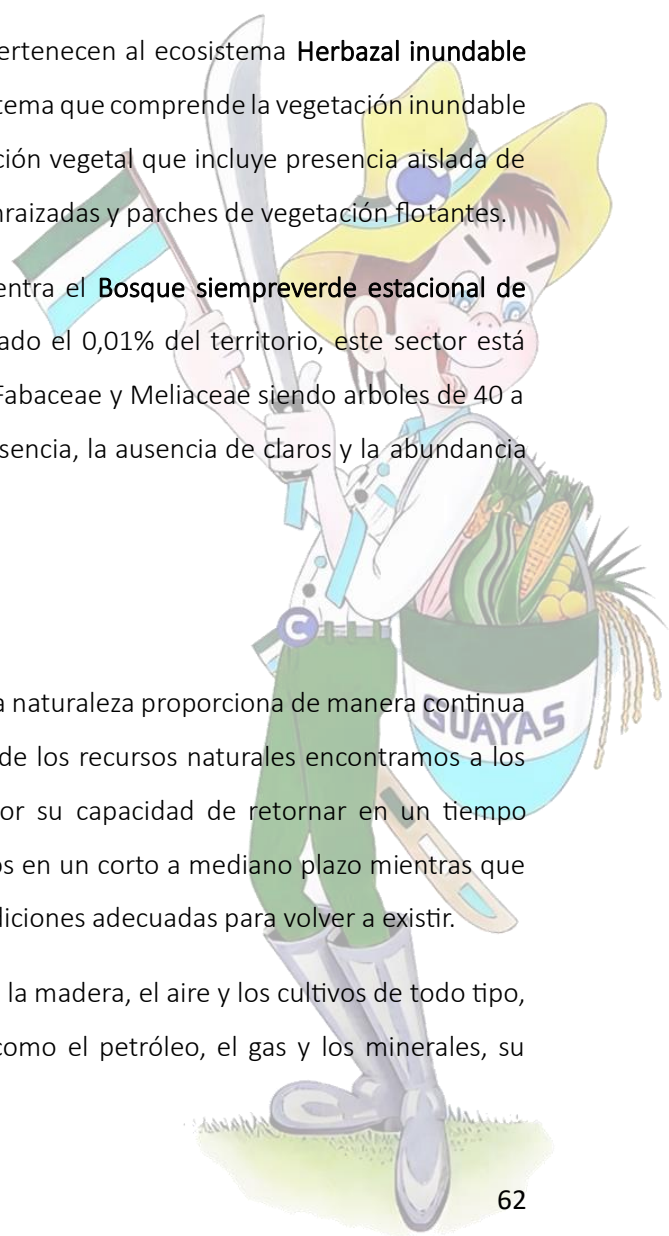 ertenecen al ecosistema Herbazal inundable
tema que comprende la vegetación inundable
ción vegetal que incluye presencia aislada de
nraizadas y parches de vegetación flotantes.
entra el Bosque siempreverde estacional de
ado el 0,01% del territorio, este sector está
Fabaceae y Meliaceae siendo arboles de 40 a
sencia, la ausencia de claros y la abundancia
C
a naturaleza proporciona de manera continua
GUAYAS
de los recursos naturales encontramos a los
or su capacidad de retornar en un tiempo
os en un corto a mediano plazo mientras que
diciones adecuadas para volver a existir.
la madera, el aire y los cultivos de todo tipo,
como el petróleo, el gas y los minerales, su
62